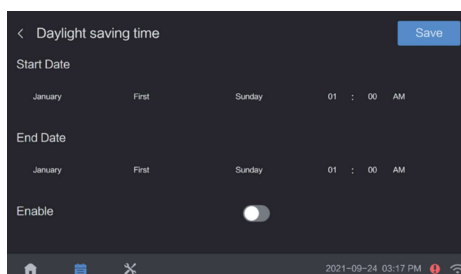 < Daylight saving time Save
Start Date
January First Sunday 01 : 00 AM
End Date
January First Sunday 01 : 00 AM
Enable
2021-09-24 03:17 PM